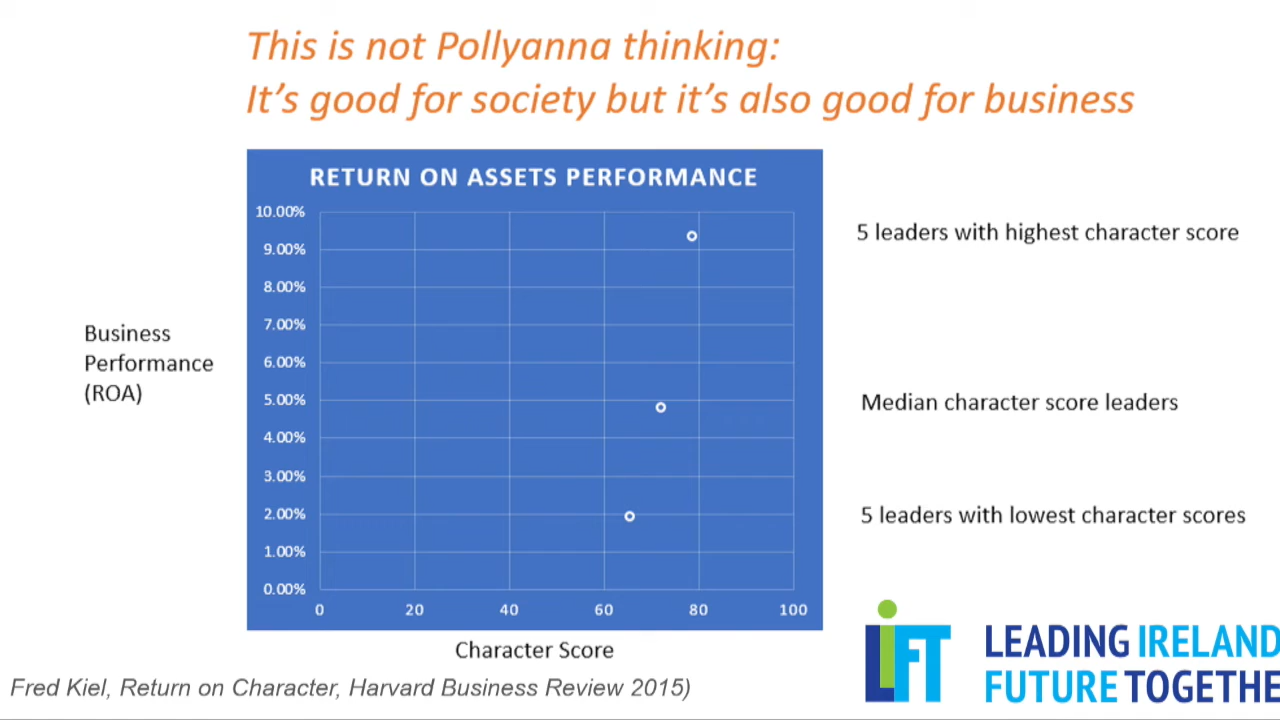 This is not Pollyanna thinking:
It's good for society but it's also good for business
RETURN ON ASSETS PERFORMANCE
10.00%
9.00%
8.00%
7.00%
6.00%
5.00%
4.00%
3.00%
2.00%
1.00%
0.00%
0 20 40 60 80 100
Business
Performance
(ROA)
Character Score
5 leaders with highest character score
Median character score leaders
5 leaders with lowest character scores
Fred Kiel, Return on Character, Harvard Business Review 2015)
LiFT
LEADING IRELAND
FUTURE TOGETHE